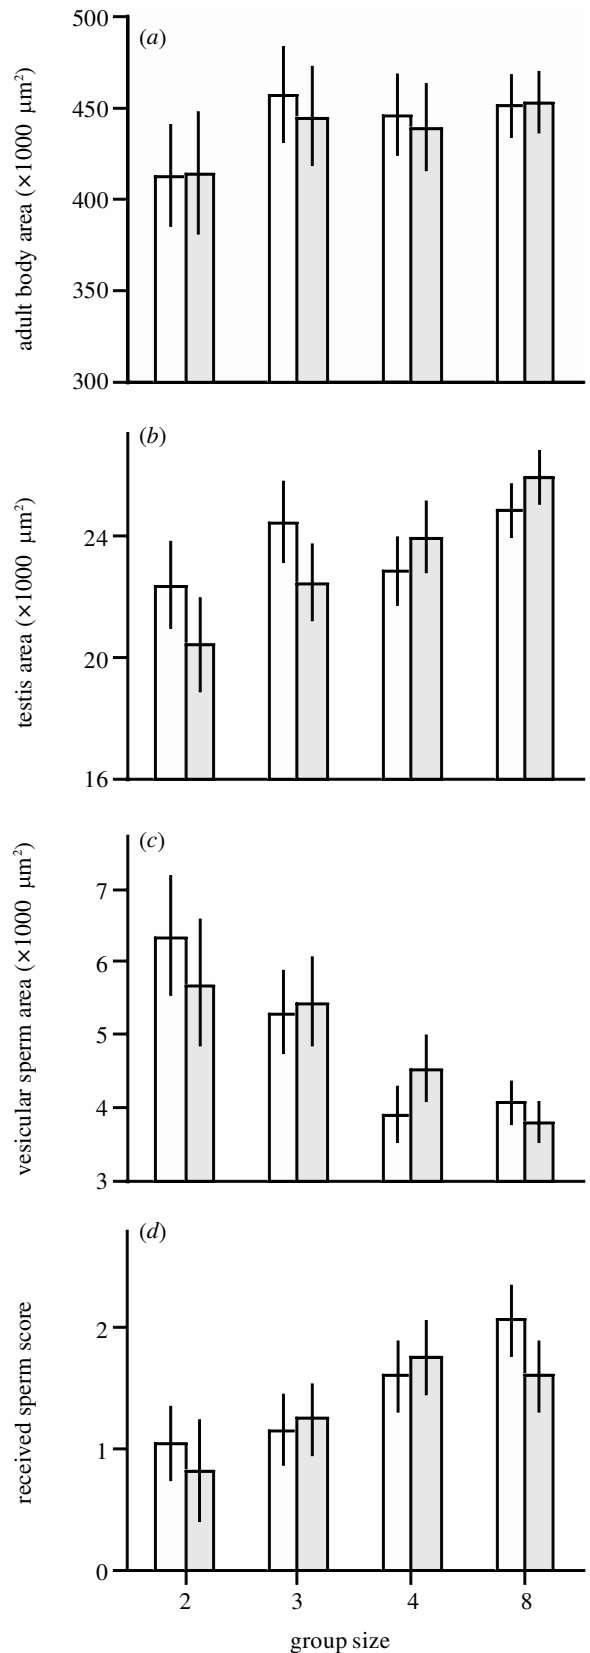 (a)
500
450
400
350
300
adult body area (×1000 μm²)
(b)
24
20
16
testis area (×1000 μm²)
(c)
7
6
5
4
3
vesicular sperm area (×1000 μm²)
(d)
2
1
0
received sperm score
2 3 4 8
group size